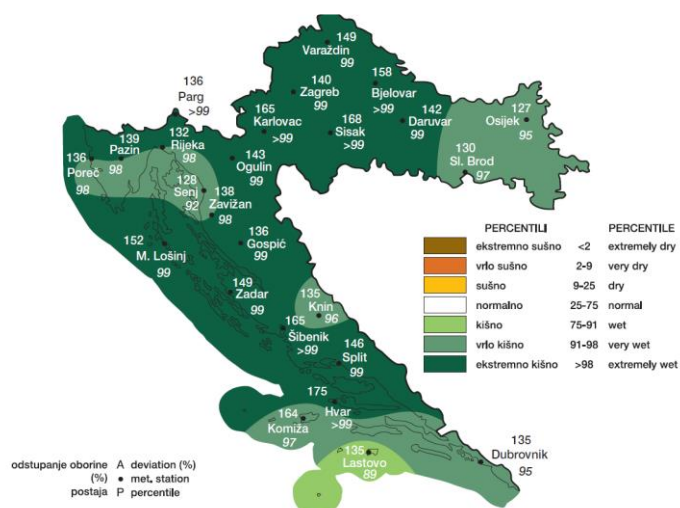 149
Varaždin
99
140
Zagreb
99
158
Bjelovar
>99
136
Parg
>99
165
Karlovac
>99
168
Sisak
>99
142
Daruvar
99
127
Osijek
95
130
Sl. Brod
97
132
Rijeka
98
139
Pazin
98
136
Poreč
98
143
Ogulin
99
128
Senj
92
138
Zavižan
98
136
Gospić
99
152
M. Lošinj
99
149
Zadar
99
135
Knin
96
165
Šibenik
>99
146
Split
99
175
Hvar
>99
164
Komiža
97
135
Lastovo
89
135
Dubrovnik
95
PERCENTILI PERCENTILE
ekstremno sušno <2 extremely dry
vrlo sušno 2-9 very dry
sušno 9-25 dry
normalno 25-75 normal
kišno 75-91 wet
vrlo kišno 91-98 very wet
ekstremno kišno >98 extremely wet
odstupanje oborine A deviation (%)
(%) ● met. station
postaja P percentile